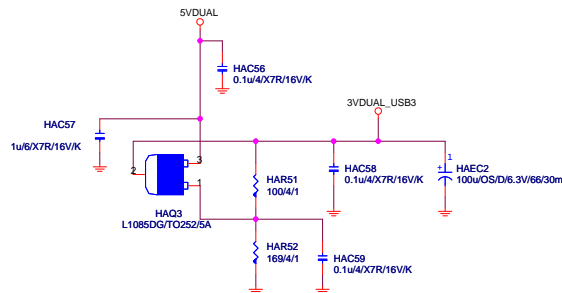 5VDUAL
HAC56
0.1u/4/X7R/16V/K
3VDUAL_USB3
HAC57
1u/6/X7R/16V/K
3
2
1
HAQ3
L1085DG/TO252/5A
HAR51
100/4/1
HAC58
0.1u/4/X7R/16V/K
1
+
HAEC2
100u/OS/D/6.3V/66/30m
HAR52
169/4/1
HAC59
0.1u/4/X7R/16V/K